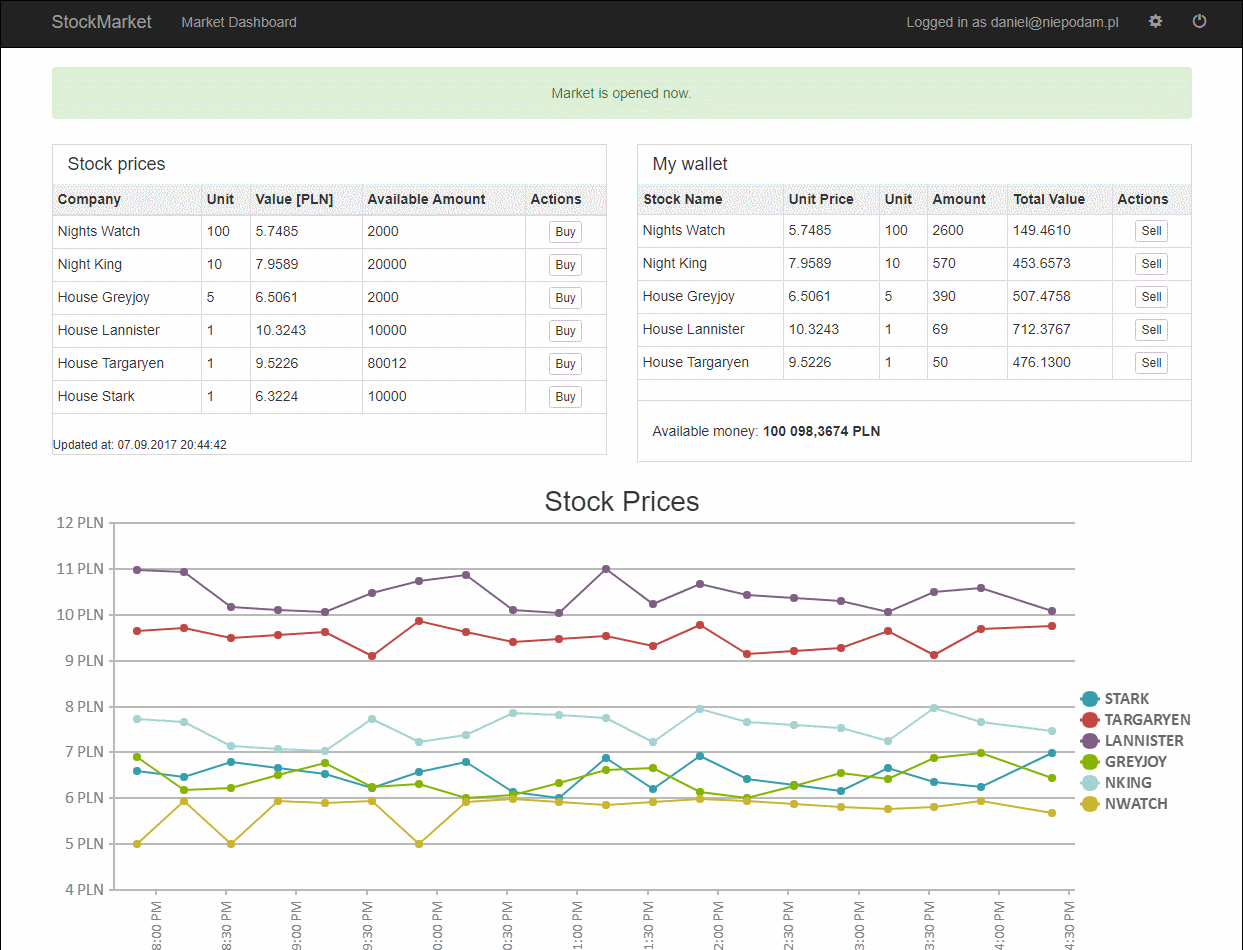 StockMarket Market Dashboard Logged in as daniel@niepodam.pl
Market is opened now.
Stock prices
Company Unit Value [PLN] Available Amount Actions
Nights Watch 100 5.7485 2000 Buy
Night King 10 7.9589 20000 Buy
House Greyjoy 5 6.5061 2000 Buy
House Lannister 1 10.3243 10000 Buy
House Targaryen 1 9.5226 80012 Buy
House Stark 1 6.3224 10000 Buy
Updated at: 07.09.2017 20:44:42
My wallet
Stock Name Unit Price Unit Amount Total Value Actions
Nights Watch 5.7485 100 2600 149.4610 Sell
Night King 7.9589 10 570 453.6573 Sell
House Greyjoy 6.5061 5 390 507.4758 Sell
House Lannister 10.3243 1 69 712.3767 Sell
House Targaryen 9.5226 1 50 476.1300 Sell
Available money: 100 098,3674 PLN
Stock Prices
12 PLN
11 PLN
10 PLN
9 PLN
8 PLN
7 PLN
6 PLN
5 PLN
4 PLN
STARK
TARGARYEN
LANNISTER
GREYJOY
NKING
NWATCH
8:00 PM
8:30 PM
9:00 PM
9:30 PM
0:00 PM
0:30 PM
1:00 PM
1:30 PM
2:00 PM
2:30 PM
3:00 PM
3:30 PM
4:00 PM
4:30 PM